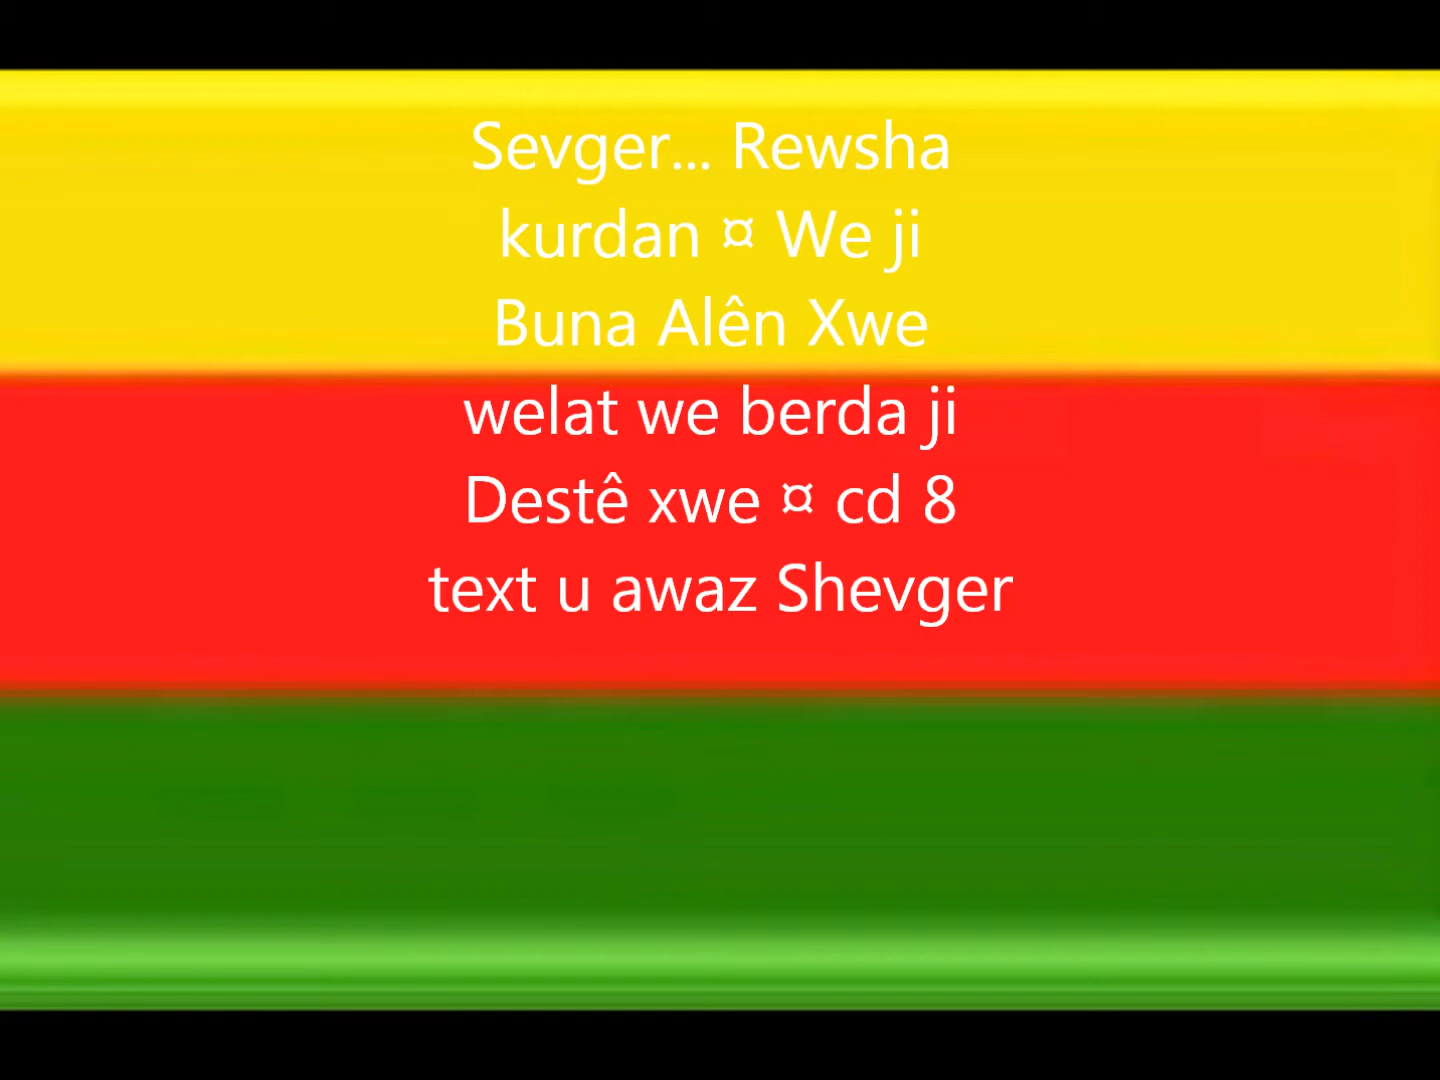 Sevger... Rewsha
kurdan ¤ We ji
Buna Alên Xwe
welat we berda ji
Destê xwe ¤ cd 8
text u awaz Shevger